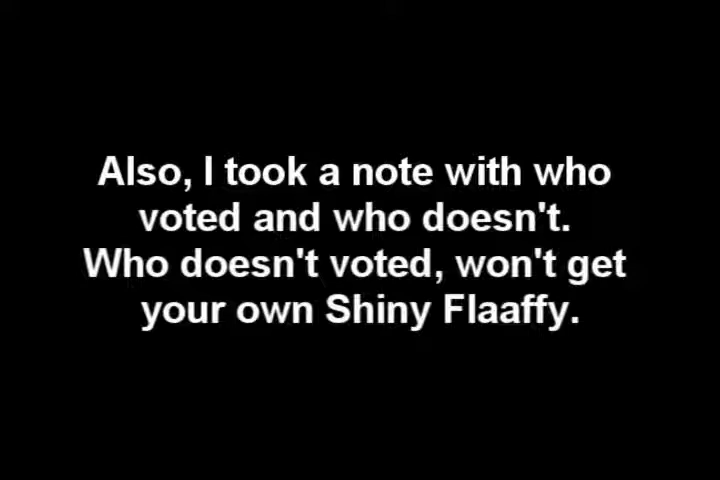 Also, I took a note with who
voted and who doesn't.
Who doesn't voted, won't get
your own Shiny Flaaffy.